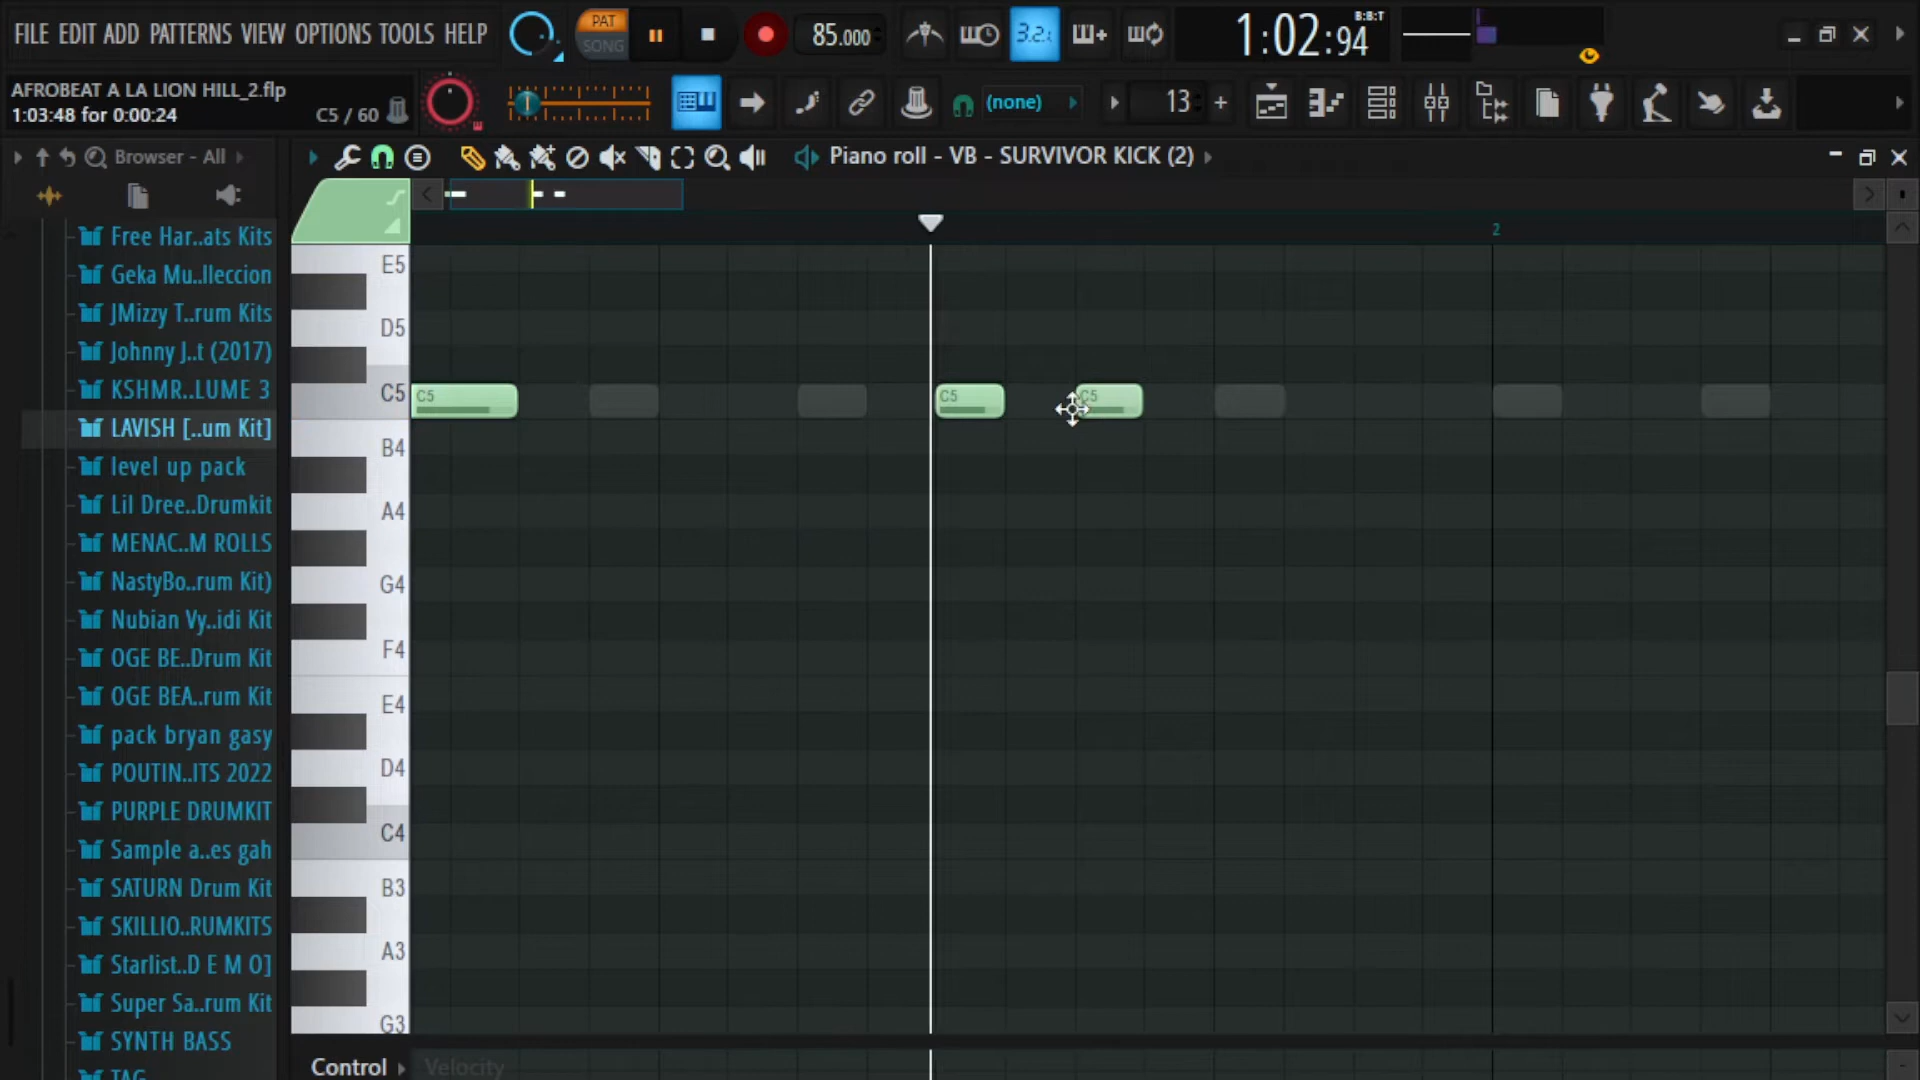 FILE EDIT ADD PATTERNS VIEW OPTIONS TOOLS HELP
PAT
SONG
85.000
3.2.
1:02:94
B:B:T
AFROBEAT A LA LION HILL_2.flp
1:03:48 for 0:00:24
C5 / 60
(none)
13
Browser - All
Piano roll - VB - SURVIVOR KICK (2)
2
Free Har..ats Kits
Geka Mu..lleccion
JMizzy T..rum Kits
Johnny J..t (2017)
KSHMR..LUME 3
LAVISH [..um Kit]
level up pack
Lil Dree..Drumkit
MENAC..M ROLLS
NastyBo..rum Kit)
Nubian Vy..idi Kit
OGE BE..Drum Kit
OGE BEA..rum Kit
pack bryan gasy
POUTIN..ITS 2022
PURPLE DRUMKIT
Sample a..es gah
SATURN Drum Kit
SKILLIO..RUMKITS
Starlist..D E M O]
Super Sa..rum Kit
SYNTH BASS
TAG
E5
D5
C5
B4
A4
G4
F4
E4
D4
C4
B3
A3
G3
C5
C5
C5
Control
Velocity